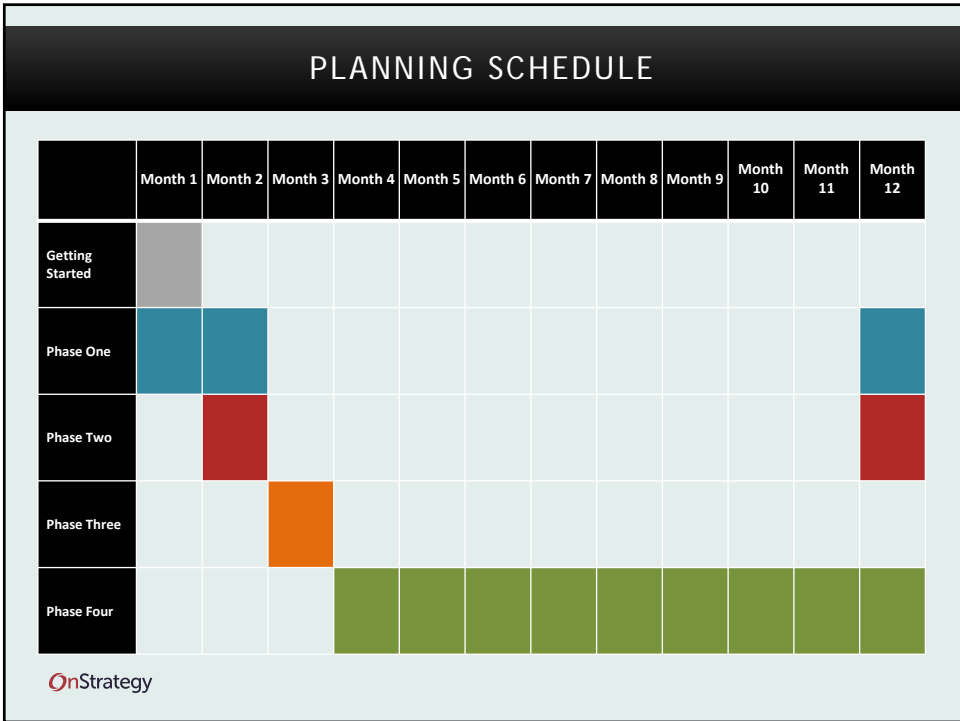 PLANNING SCHEDULE
Month 1 Month 2 Month 3 Month 4 Month 5 Month 6 Month 7 Month 8 Month 9 Month 10 Month 11 Month 12
Getting
Started
Phase One
Phase Two
Phase Three
Phase Four
OnStrategy